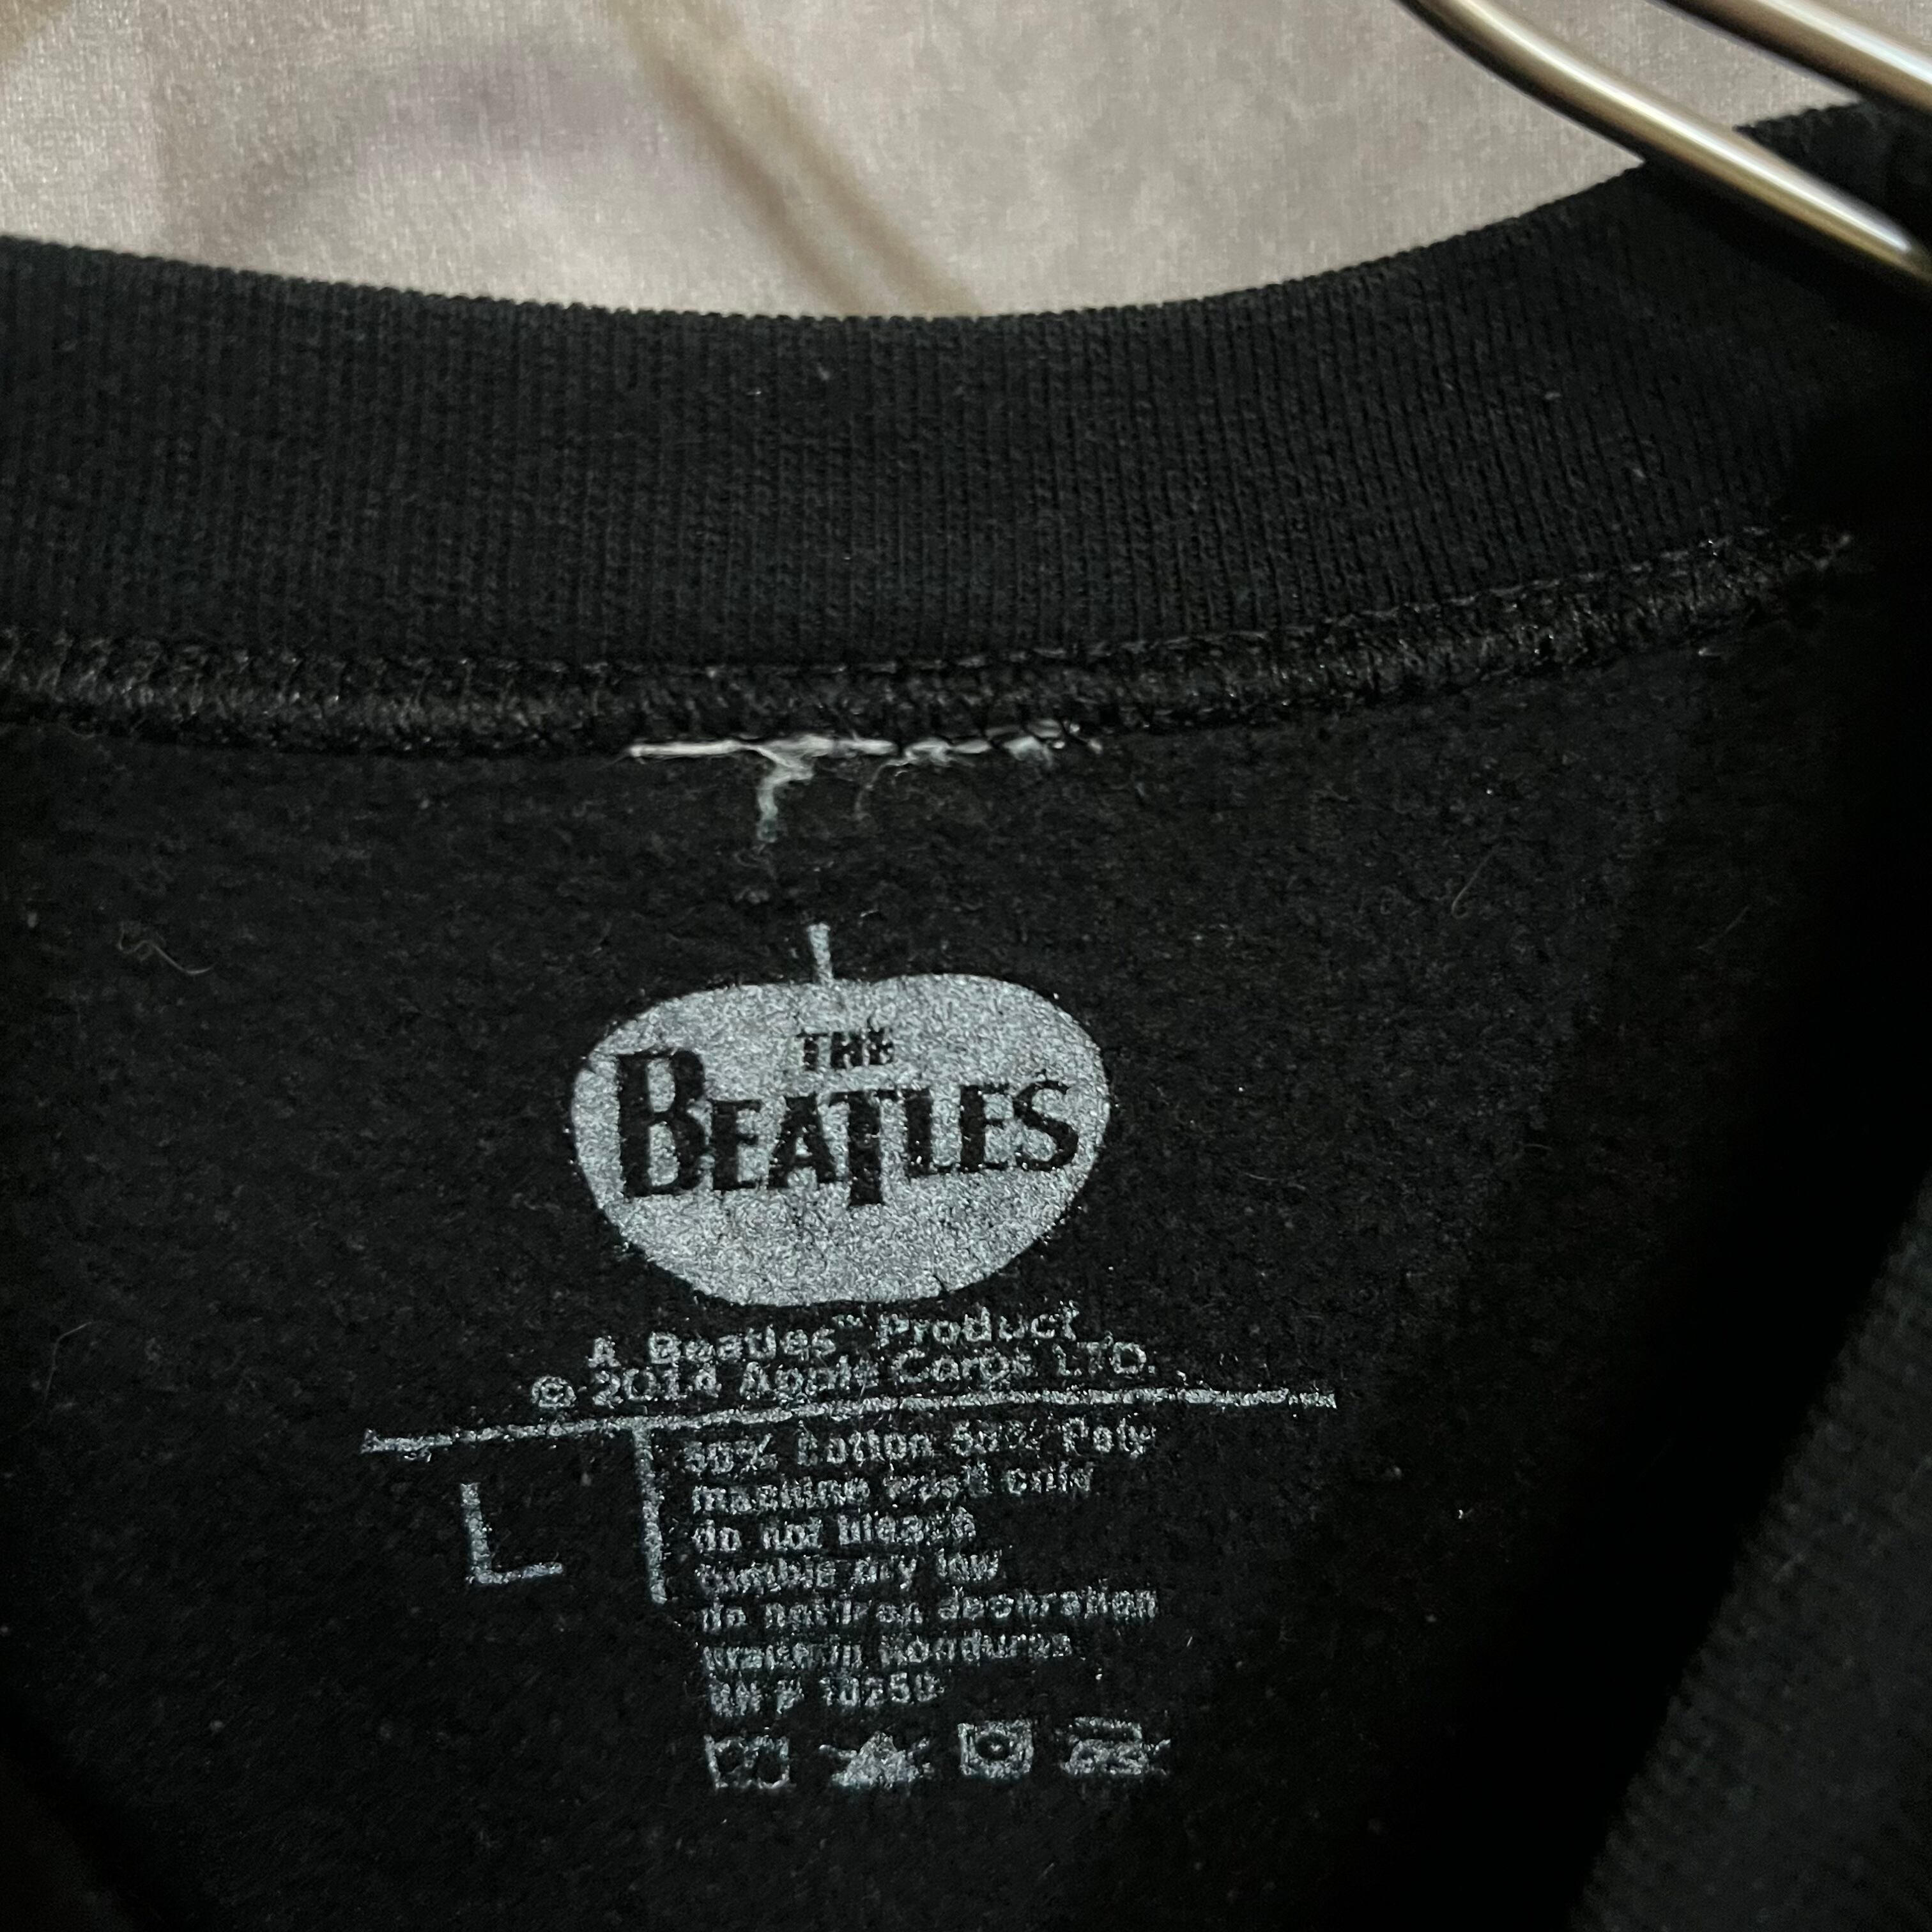 THE
BEATLES
A Beatles™ Product
© 2014 Apple Corps LTD.
50% Cotton 50% Poly
L
machine wash cold
do not bleach
tumble dry low
do not iron decoration
made in Honduras
RN #